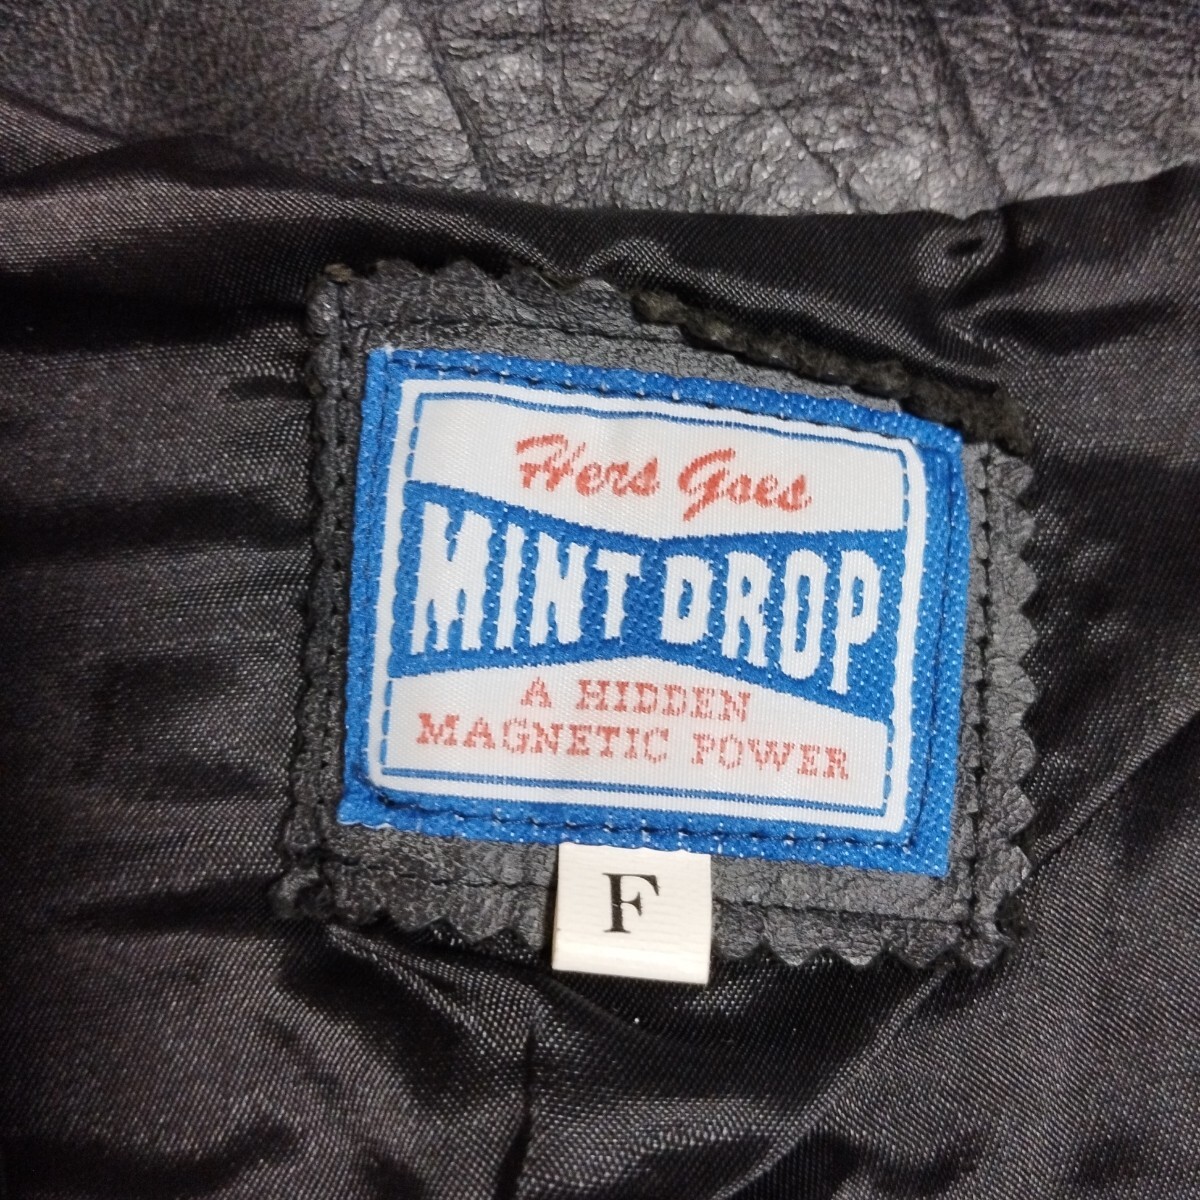 Hers Goes
MINT DROP
A HIDDEN
MAGNETIC POWER
F